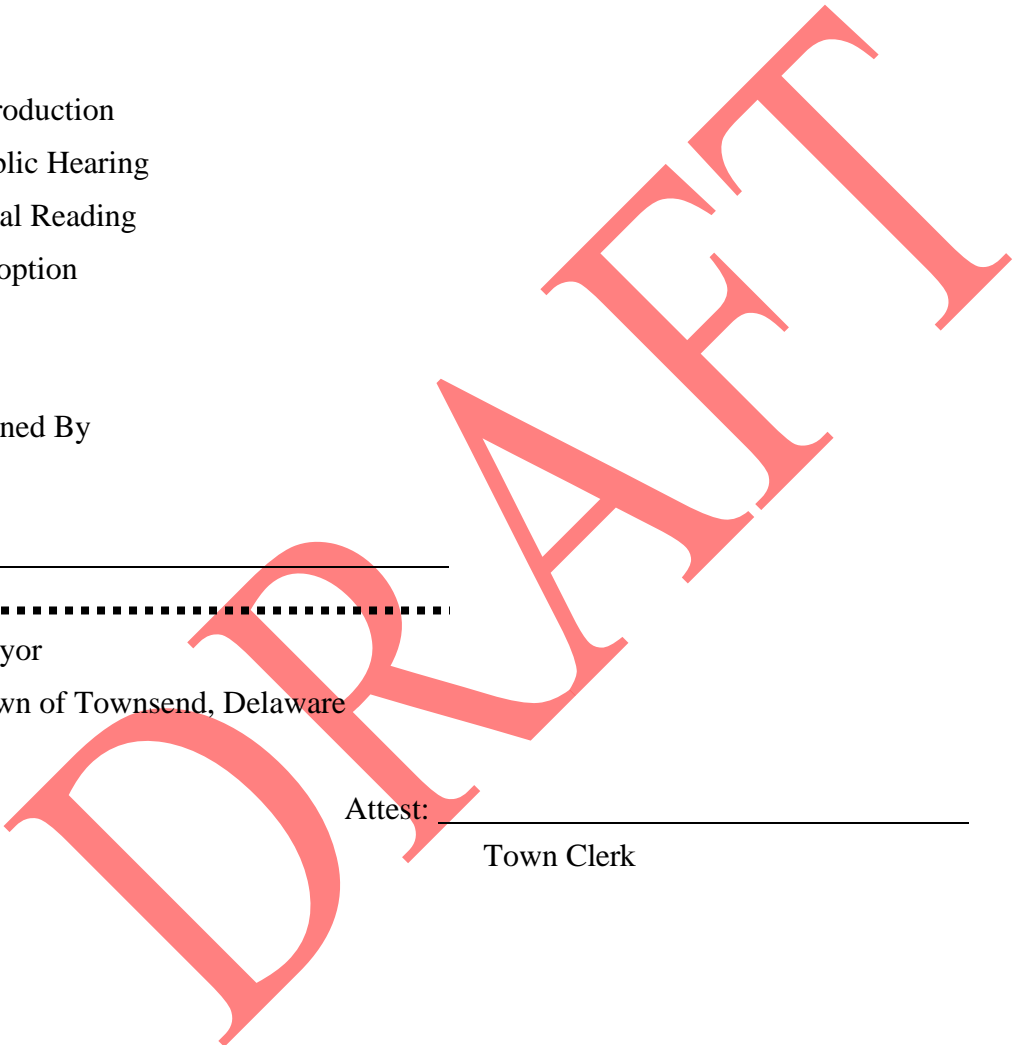 roduction
blic Hearing
al Reading
option
ned By
yor
wn of Townsend, Delaware
Attest:
Town Clerk
DRAFT